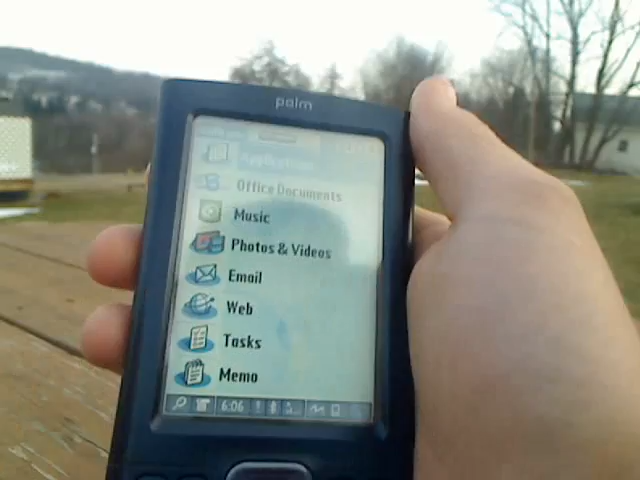 palm
Applications
Office Documents
Music
Photos & Videos
Email
Web
Tasks
Memo
6:06